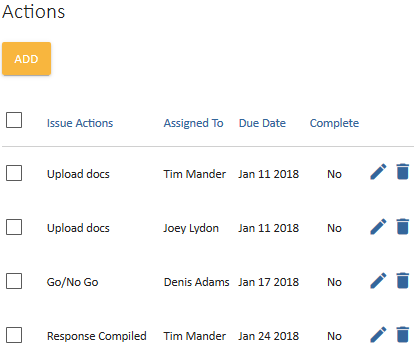 Actions
ADD
Issue Actions Assigned To Due Date Complete
Upload docs Tim Mander Jan 11 2018 No
Upload docs Joey Lydon Jan 11 2018 No
Go/No Go Denis Adams Jan 17 2018 No
Response Compiled Tim Mander Jan 24 2018 No